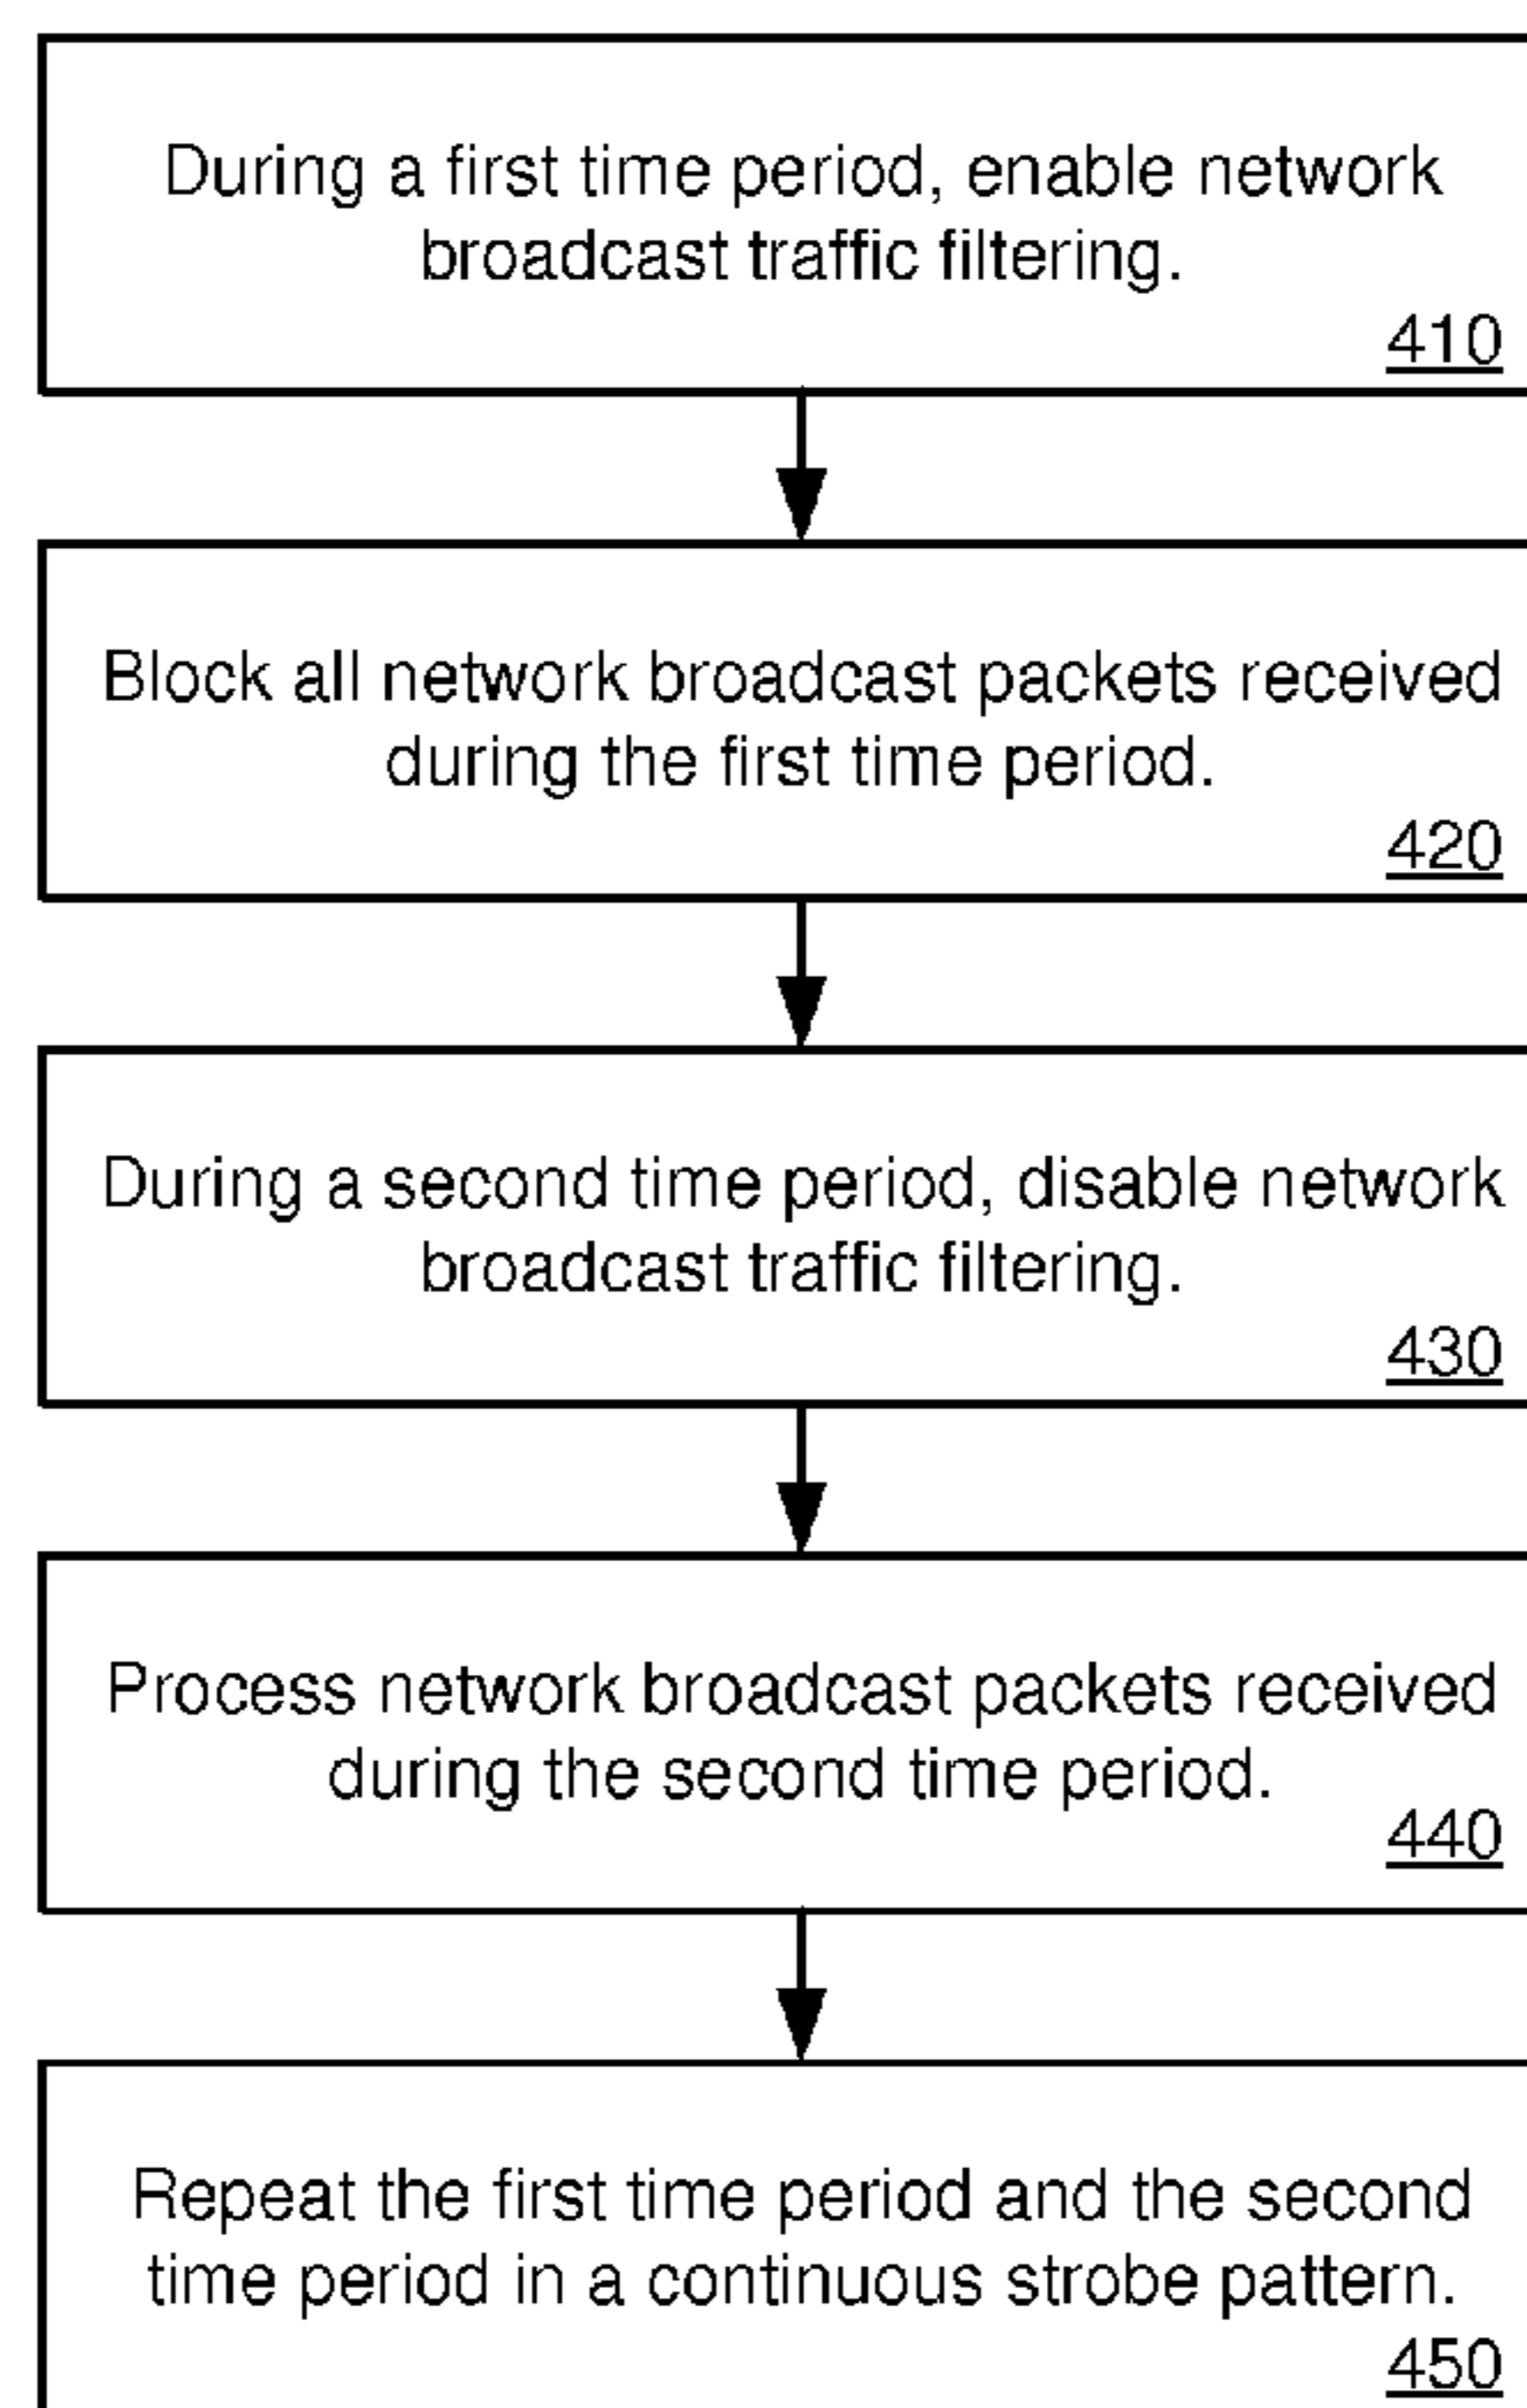 During a first time period, enable network
broadcast traffic filtering.
410
Block all network broadcast packets received
during the first time period.
420
During a second time period, disable network
broadcast traffic filtering.
430
Process network broadcast packets received
during the second time period.
440
Repeat the first time period and the second
time period in a continuous strobe pattern.
450